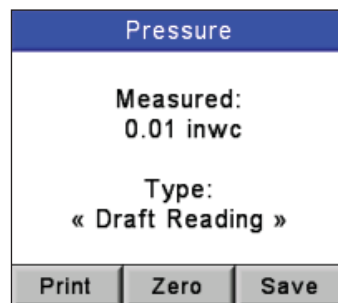 Pressure
Measured:
0.01 inwc
Type:
« Draft Reading »
Print Zero Save